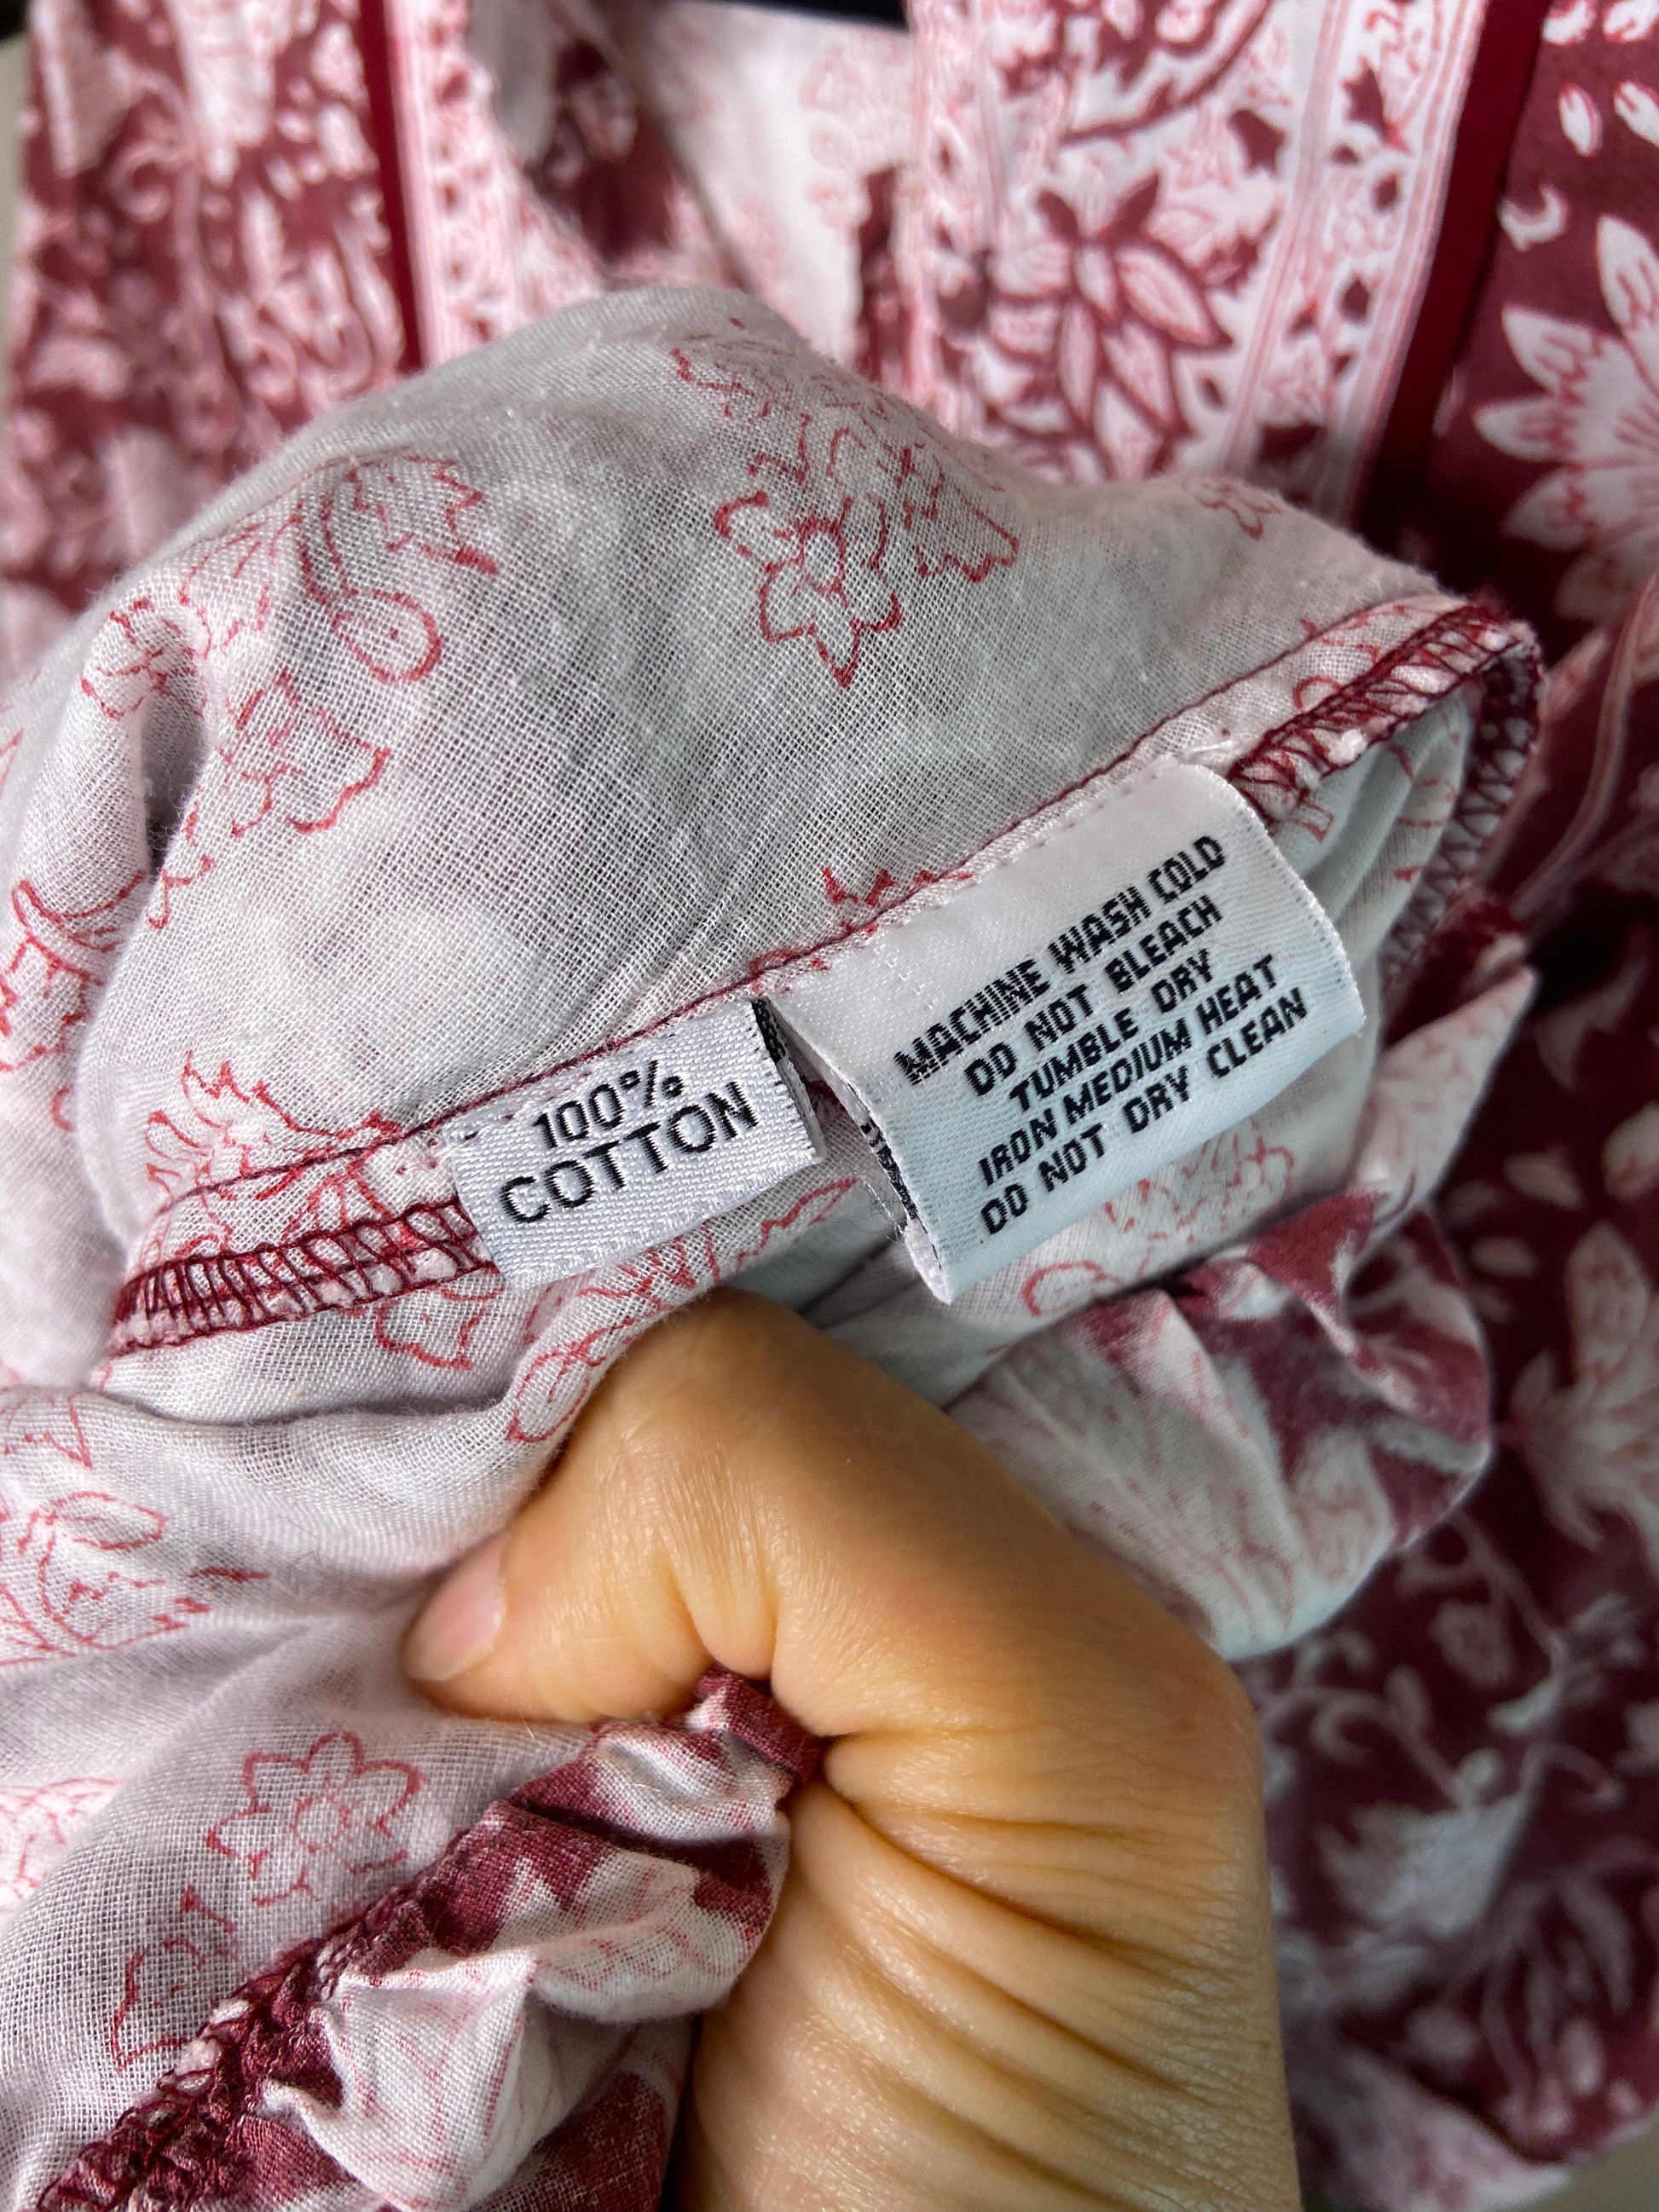 100%
COTTON
MACHINE WASH COLD
DO NOT BLEACH
TUMBLE DRY
IRON MEDIUM HEAT
DO NOT DRY CLEAN